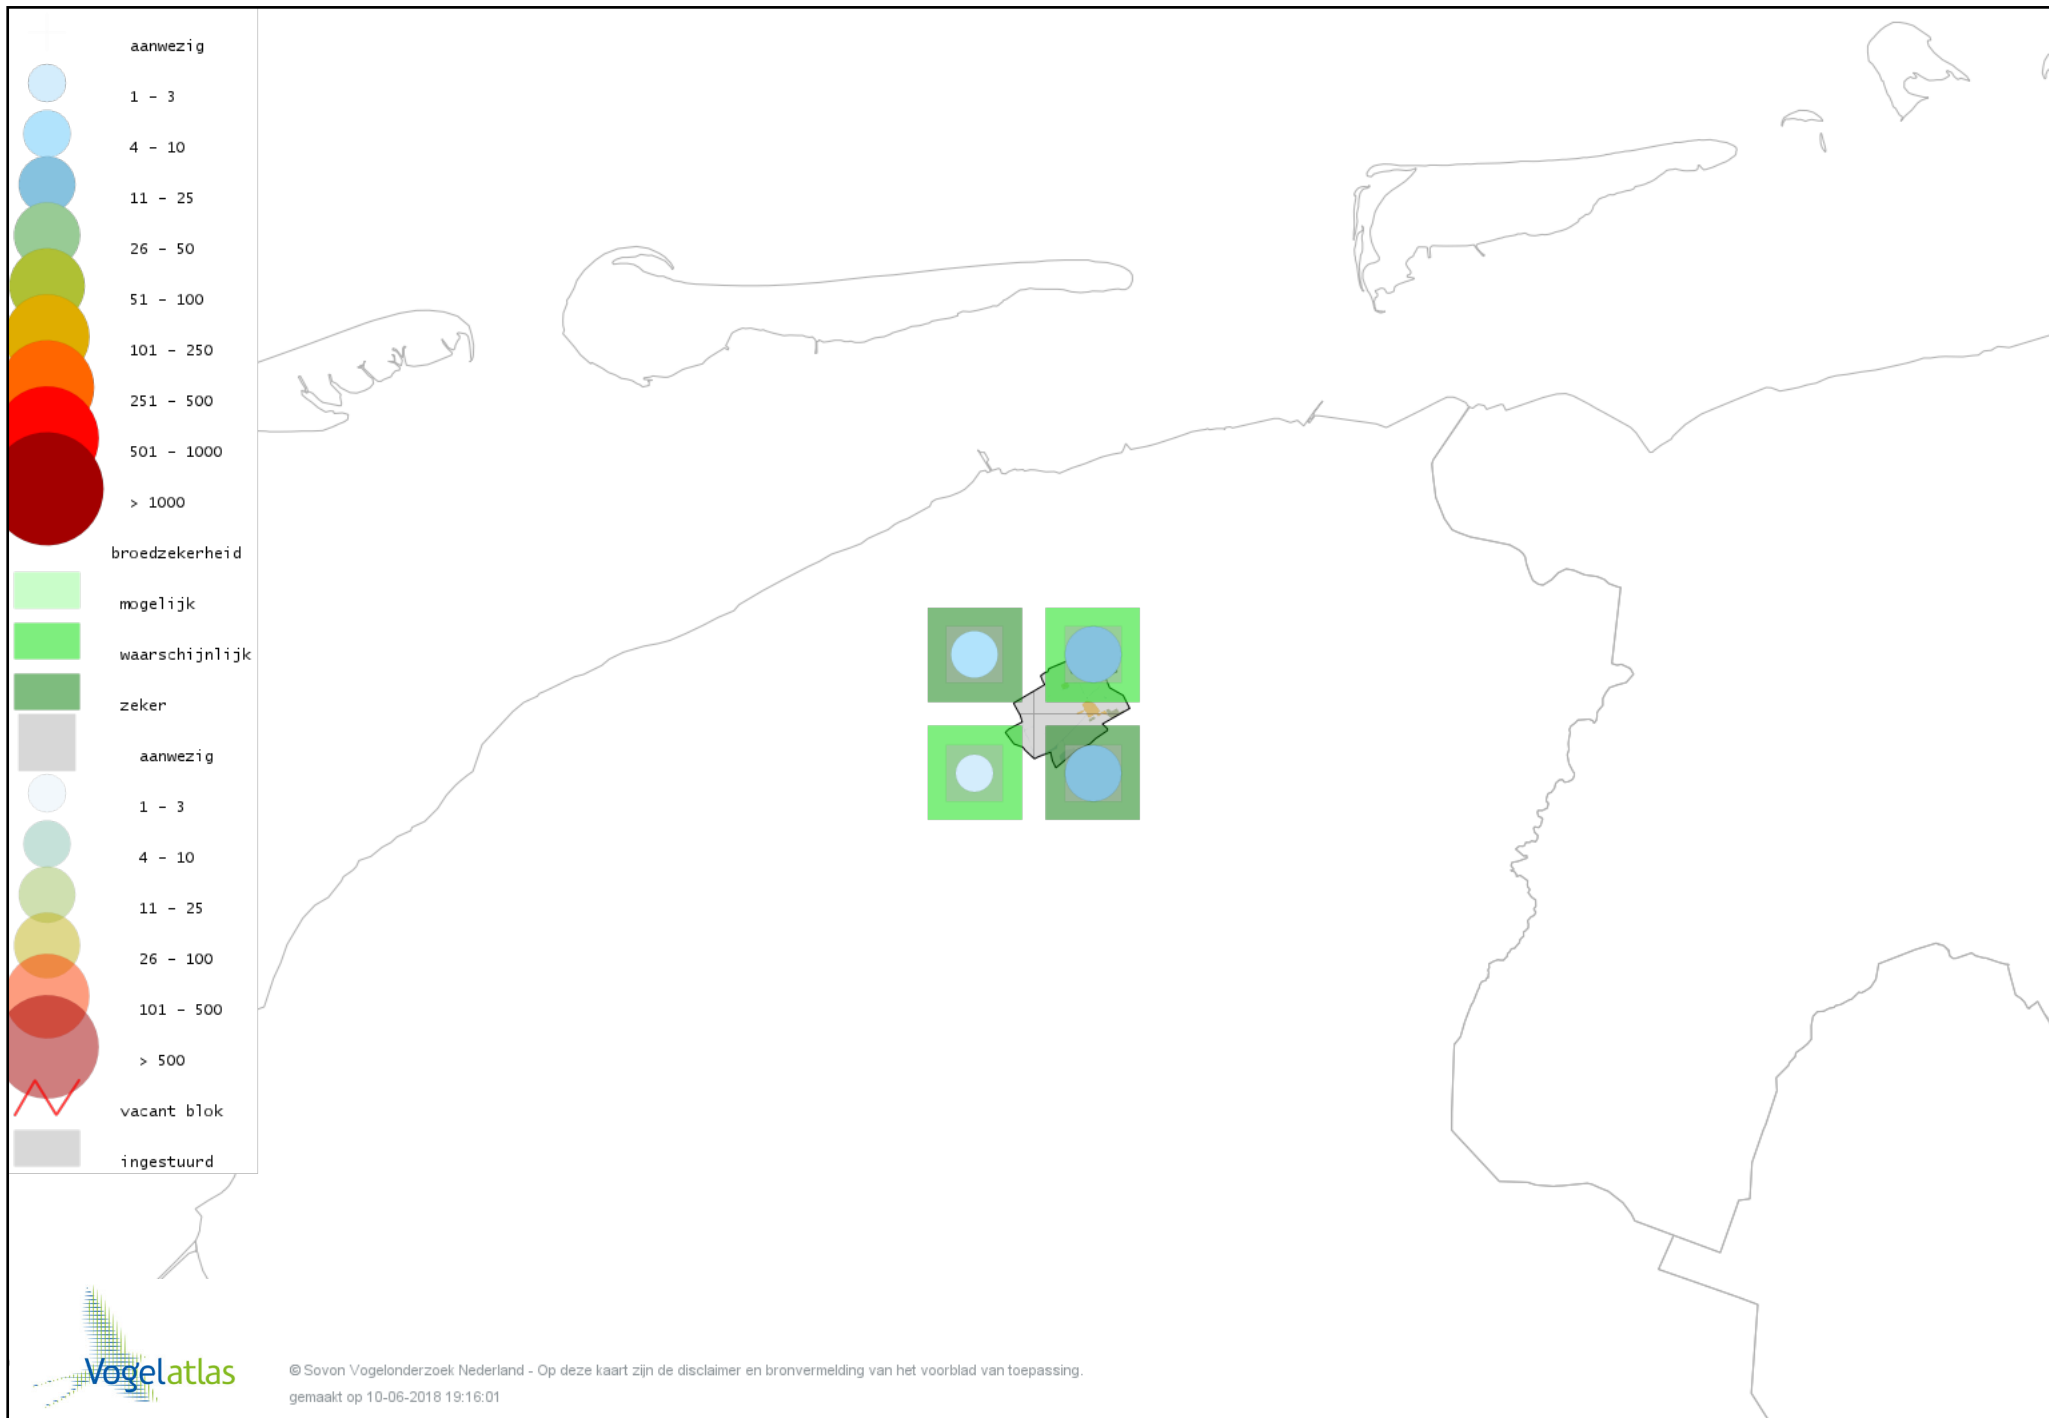 aanwezig
1 - 3
4 - 10
11 - 25
26 - 50
51 - 100
101 - 250
251 - 500
501 - 1000
> 1000
broedzekerheid
mogelijk
waarschijnlijk
zeker
aanwezig
1 - 3
4 - 10
11 - 25
26 - 100
101 - 500
> 500
vacant blok
ingestuurd
Vogelatlas
© Sovon Vogelonderzoek Nederland - Op deze kaart zijn de disclaimer en bronvermelding van het voorblad van toepassing.
gemaakt op 10-06-2018 19:16:01